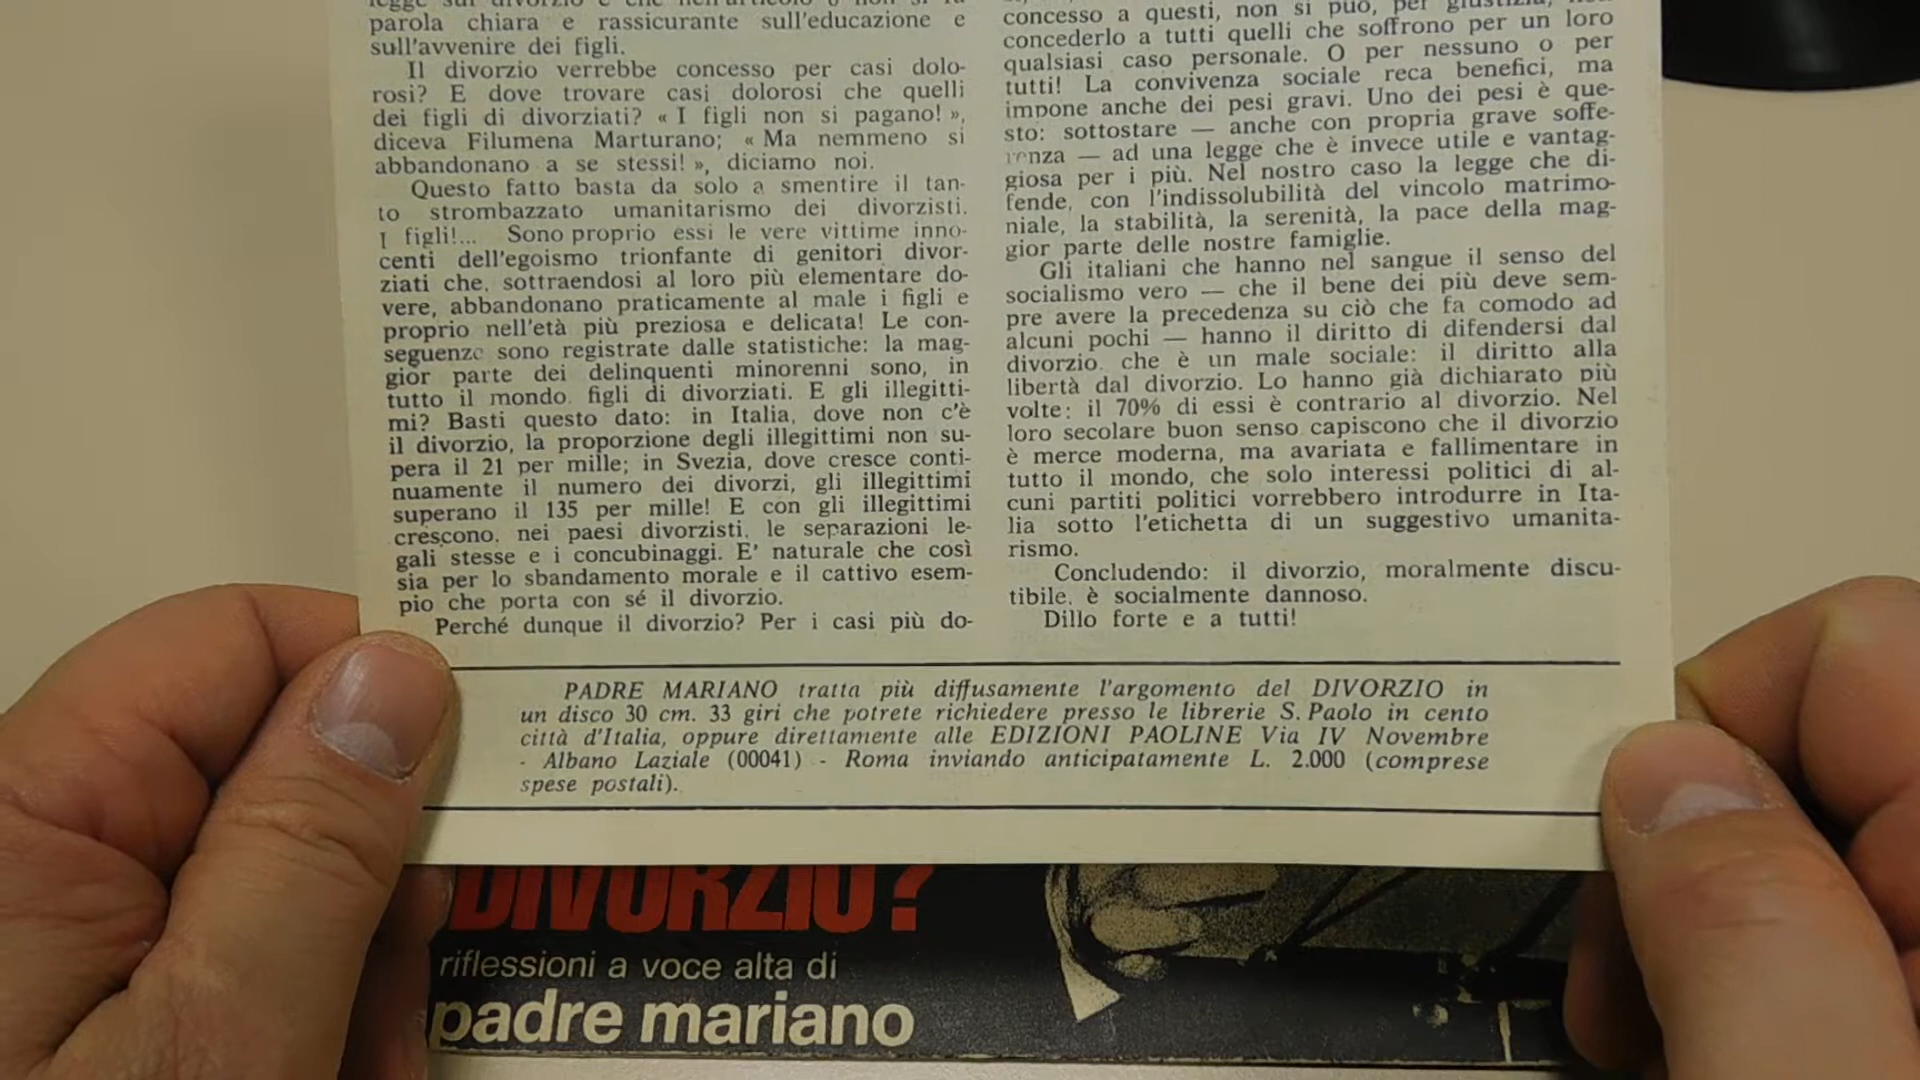 parola chiara e rassicurante sull'educazione e
sull'avvenire dei figli.
Il divorzio verrebbe concesso per casi dolo-
rosi? E dove trovare casi dolorosi che quelli
dei figli di divorziati? « I figli non si pagano! »,
diceva Filumena Marturano; « Ma nemmeno si
abbandonano a se stessi! », diciamo noi.
Questo fatto basta da solo a smentire il tan-
to strombazzato umanitarismo dei divorzisti.
I figli!... Sono proprio essi le vere vittime inno-
centi dell'egoismo trionfante di genitori divor-
ziati che, sottraendosi al loro più elementare do-
vere, abbandonano praticamente al male i figli e
proprio nell'età più preziosa e delicata! Le con-
seguenze sono registrate dalle statistiche: la mag-
gior parte dei delinquenti minorenni sono, in
tutto il mondo, figli di divorziati. E gli illegitti-
mi? Basti questo dato: in Italia, dove non c'è
il divorzio, la proporzione degli illegittimi non su-
pera il 21 per mille; in Svezia, dove cresce conti-
nuamente il numero dei divorzi, gli illegittimi
superano il 135 per mille! E con gli illegittimi
crescono, nei paesi divorzisti, le separazioni le-
gali stesse e i concubinaggi. E' naturale che così
sia per lo sbandamento morale e il cattivo esem-
pio che porta con sé il divorzio.
Perché dunque il divorzio? Per i casi più do-
concesso a questi, non si può, per
concederlo a tutti quelli che soffrono per un loro
qualsiasi caso personale. O per nessuno o per
tutti! La convivenza sociale reca benefici, ma
impone anche dei pesi gravi. Uno dei pesi è que-
sto: sottostare — anche con propria grave soffe-
renza — ad una legge che è invece utile e vantag-
giosa per i più. Nel nostro caso la legge che di-
fende, con l'indissolubilità del vincolo matrimo-
niale, la stabilità, la serenità, la pace della mag-
gior parte delle nostre famiglie.
Gli italiani che hanno nel sangue il senso del
socialismo vero — che il bene dei più deve sem-
pre avere la precedenza su ciò che fa comodo ad
alcuni pochi — hanno il diritto di difendersi dal
divorzio che è un male sociale: il diritto alla
libertà dal divorzio. Lo hanno già dichiarato più
volte: il 70% di essi è contrario al divorzio. Nel
loro secolare buon senso capiscono che il divorzio
è merce moderna, ma avariata e fallimentare in
tutto il mondo, che solo interessi politici di al-
cuni partiti politici vorrebbero introdurre in Ita-
lia sotto l'etichetta di un suggestivo umanita-
rismo.
Concludendo: il divorzio, moralmente discu-
tibile, è socialmente dannoso.
Dillo forte e a tutti!
PADRE MARIANO tratta più diffusamente l'argomento del DIVORZIO in
un disco 30 cm. 33 giri che potrete richiedere presso le librerie S. Paolo in cento
città d'Italia, oppure direttamente alle EDIZIONI PAOLINE Via IV Novembre
- Albano Laziale (00041) - Roma inviando anticipatamente L. 2.000 (comprese
spese postali).
DIVORZIO?
riflessioni a voce alta di
padre mariano